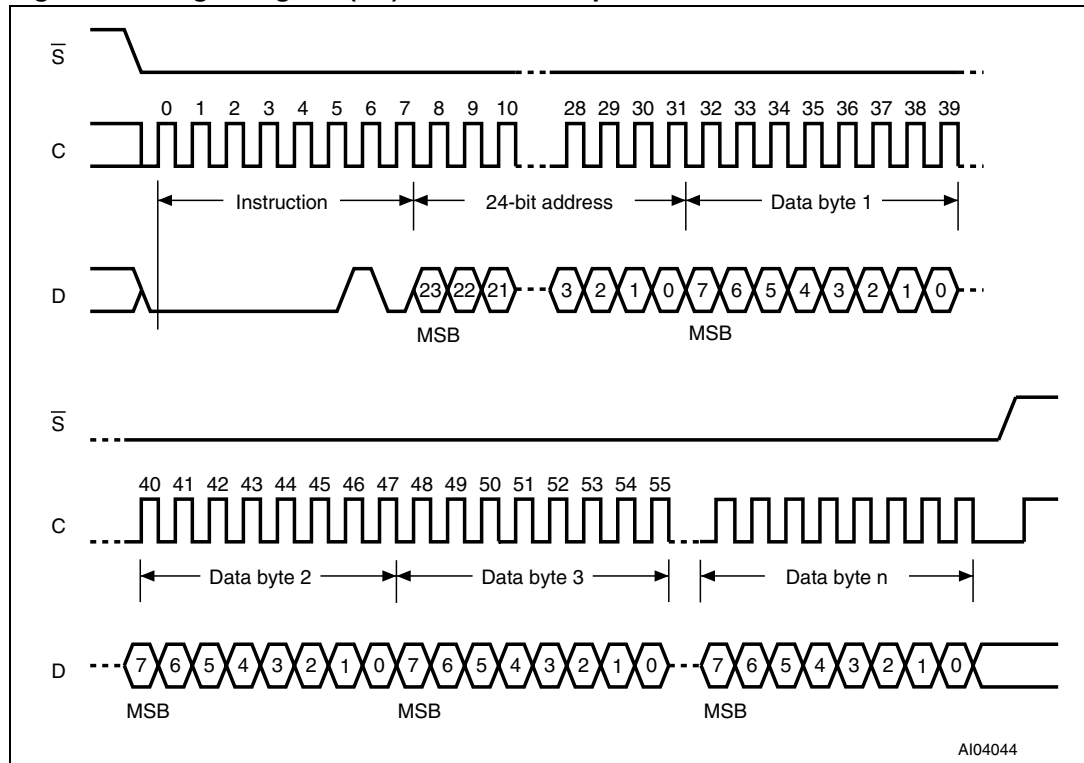 S
0 1 2 3 4 5 6 7 8 9 10 28 29 30 31 32 33 34 35 36 37 38 39
C
Instruction 24-bit address Data byte 1
D 23 22 21 3 2 1 0 7 6 5 4 3 2 1 0
MSB MSB
S
40 41 42 43 44 45 46 47 48 49 50 51 52 53 54 55
C
Data byte 2 Data byte 3 Data byte n
D 7 6 5 4 3 2 1 0 7 6 5 4 3 2 1 0 7 6 5 4 3 2 1 0
MSB MSB MSB
AI04044